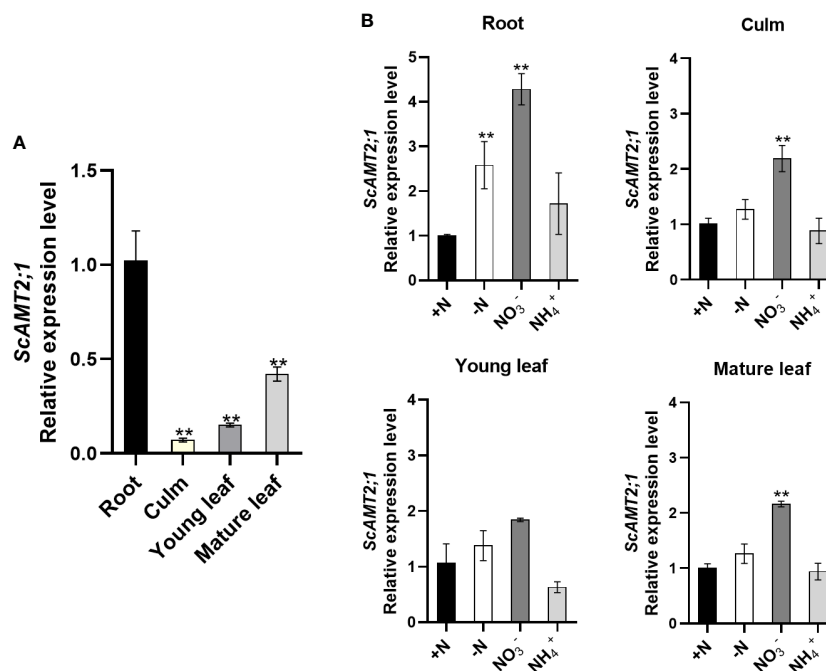 A
ScAMT2;1
Relative expression level
1.5
1.0
0.5
0.0
**
**
**
Root
Culm
Young leaf
Mature leaf
B
Root
ScAMT2;1
Relative expression level
5
4
3
2
1
0
**
**
+N
-N
NO₃⁻
NH₄⁺
Culm
ScAMT2;1
Relative expression level
4
3
2
1
0
**
+N
-N
NO₃⁻
NH₄⁺
Young leaf
ScAMT2;1
Relative expression level
4
3
2
1
0
+N
-N
NO₃⁻
NH₄⁺
Mature leaf
ScAMT2;1
Relative expression level
4
3
2
1
0
**
+N
-N
NO₃⁻
NH₄⁺